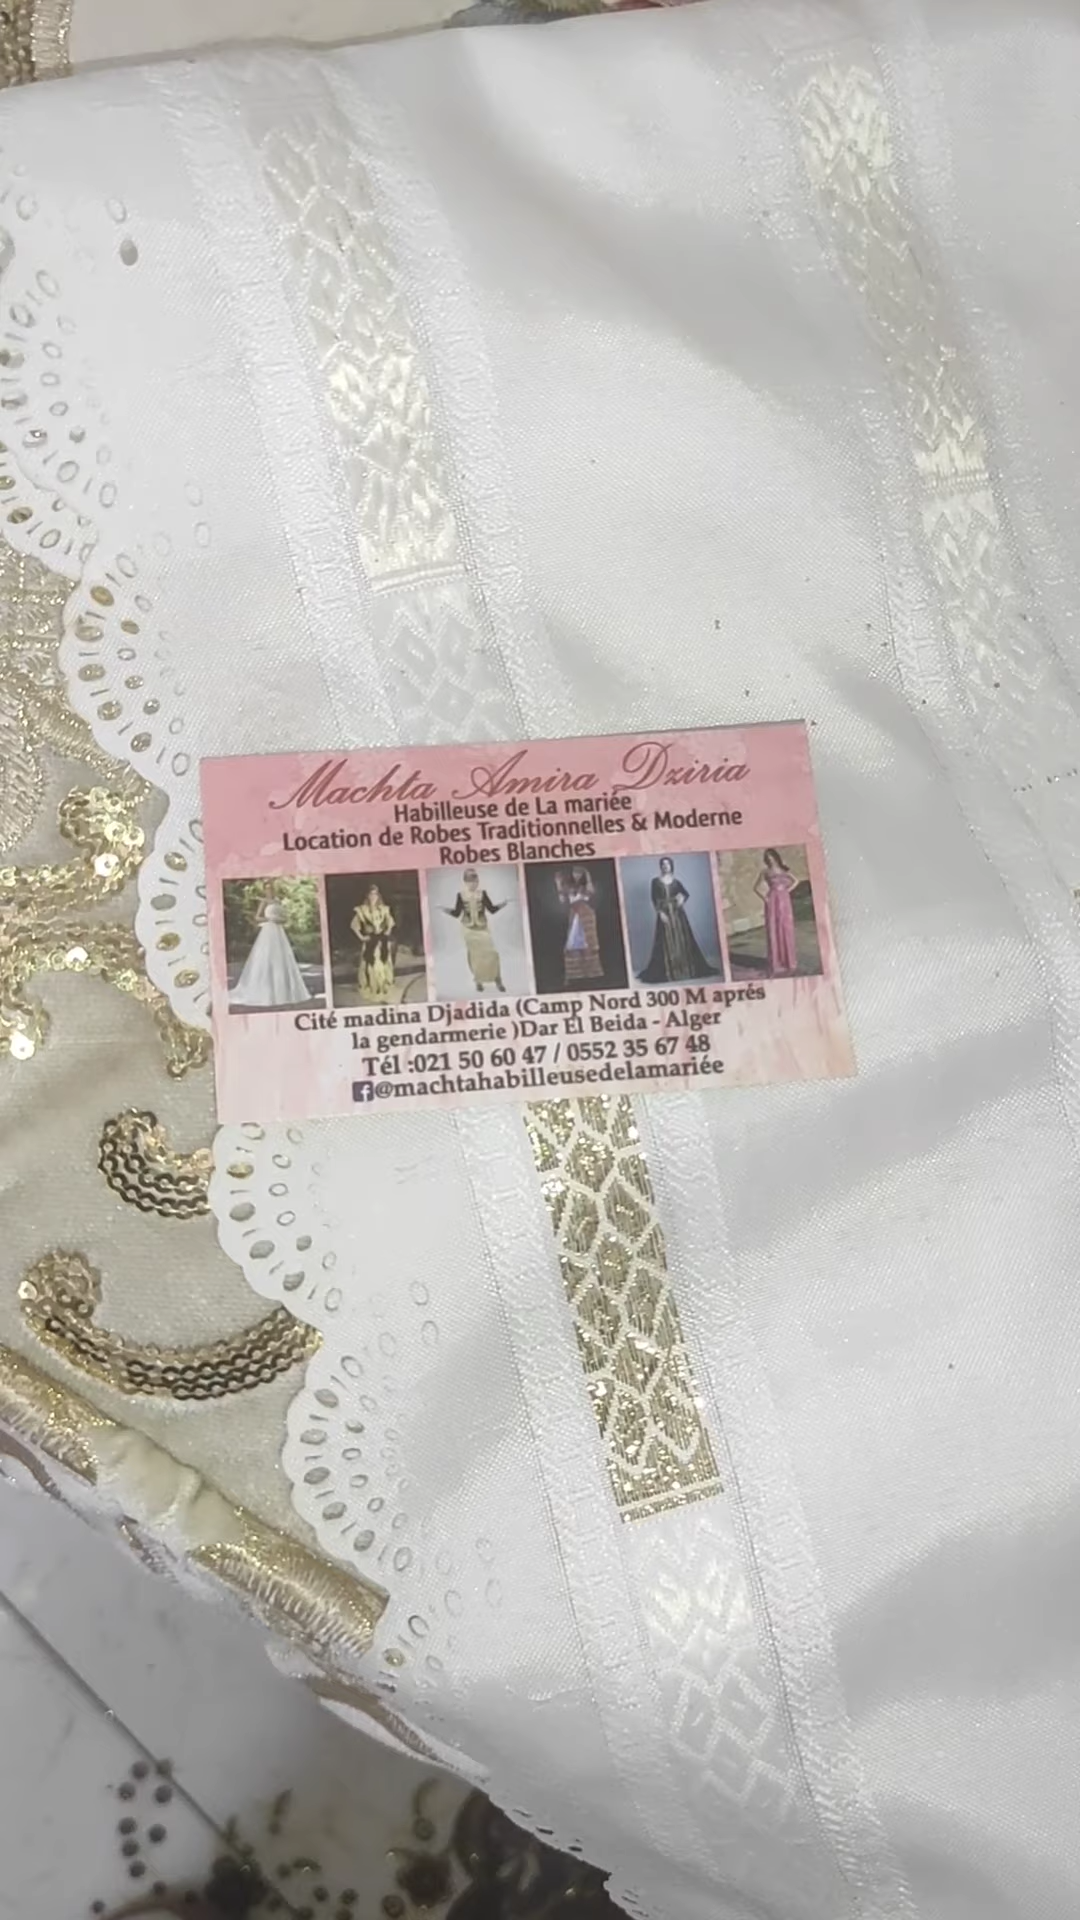 Machta Amira Dziria
Habilleuse de La mariée
Location de Robes Traditionnelles & Moderne
Robes Blanches
Cité madina Djadida (Camp Nord 300 M aprés
la gendarmerie )Dar El Beida - Alger
Tél :021 50 60 47 / 0552 35 67 48
@machtahabilleusedelamariée